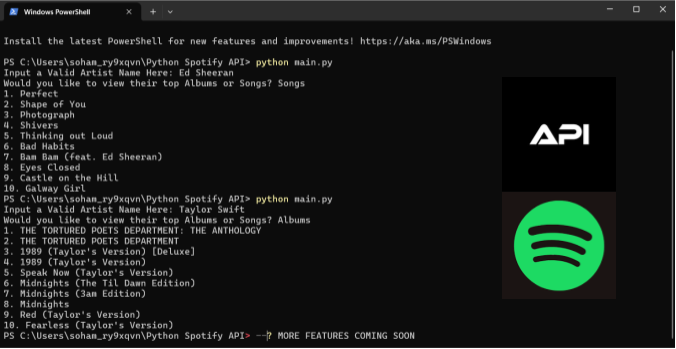 Windows PowerShell
Install the latest PowerShell for new features and improvements! https://aka.ms/PSWindows
PS C:\Users\soham_ry9xqvn\Python Spotify API> python main.py
Input a Valid Artist Name Here: Ed Sheeran
Would you like to view their top Albums or Songs? Songs
1. Perfect
2. Shape of You
3. Photograph
4. Shivers
5. Thinking out Loud
6. Bad Habits
7. Bam Bam (feat. Ed Sheeran)
8. Eyes Closed
9. Castle on the Hill
10. Galway Girl
PS C:\Users\soham_ry9xqvn\Python Spotify API> python main.py
Input a Valid Artist Name Here: Taylor Swift
Would you like to view their top Albums or Songs? Albums
1. THE TORTURED POETS DEPARTMENT: THE ANTHOLOGY
2. THE TORTURED POETS DEPARTMENT
3. 1989 (Taylor's Version) [Deluxe]
4. 1989 (Taylor's Version)
5. Speak Now (Taylor's Version)
6. Midnights (The Til Dawn Edition)
7. Midnights (3am Edition)
8. Midnights
9. Red (Taylor's Version)
10. Fearless (Taylor's Version)
PS C:\Users\soham_ry9xqvn\Python Spotify API> --? MORE FEATURES COMING SOON
API